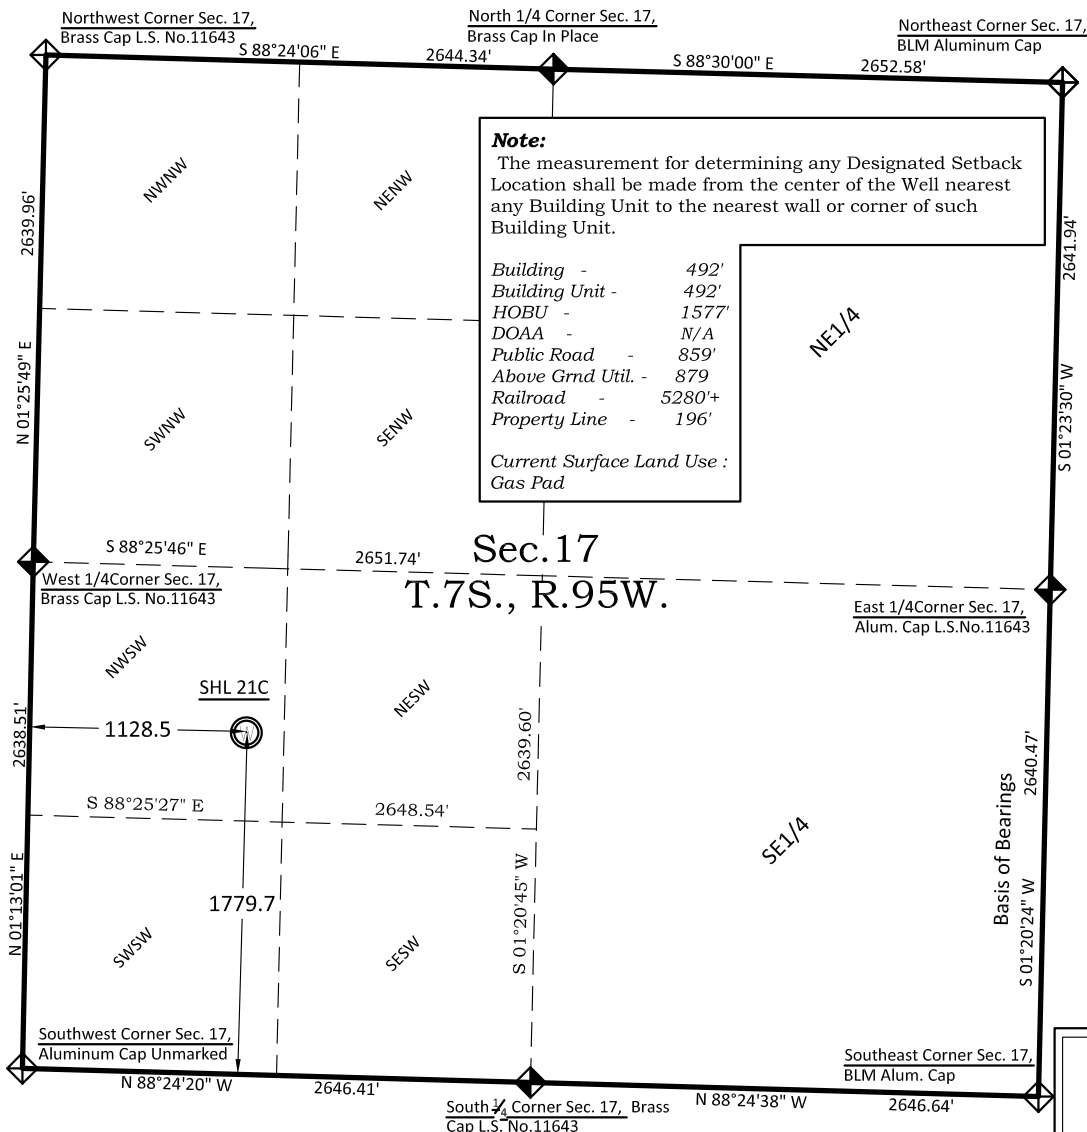 Northwest Corner Sec. 17,
Brass Cap L.S. No.11643
North 1/4 Corner Sec. 17,
Brass Cap In Place
Northeast Corner Sec. 17,
BLM Aluminum Cap
S 88°24'06" E
2644.34'
S 88°30'00" E
2652.58'
Note:
The measurement for determining any Designated Setback
Location shall be made from the center of the Well nearest
any Building Unit to the nearest wall or corner of such
Building Unit.
Building - 492'
Building Unit - 492'
HOBU - 1577'
DOAA - N/A
Public Road - 859'
Above Grnd Util. - 879
Railroad - 5280'+
Property Line - 196'
Current Surface Land Use :
Gas Pad
NW/NW
NENW
2639.96'
2641.94'
NE1/4
N 01°25'49" E
SW/NW
SENW
S 01°23'30" W
S 88°25'46" E
2651.74'
Sec.17
T.7S., R.95W.
West 1/4Corner Sec. 17,
Brass Cap L.S. No.11643
East 1/4Corner Sec. 17,
Alum. Cap L.S.No.11643
NWSW
SHL 21C
NESW
1128.5
2638.51'
2639.60'
2640.47'
S 88°25'27" E
2648.54'
SE1/4
Basis of Bearings
N 01°13'01" E
1779.7
S 01°20'45" W
S 01°20'24" W
SWSW
SESW
Southwest Corner Sec. 17,
Aluminum Cap Unmarked
Southeast Corner Sec. 17,
BLM Alum. Cap
N 88°24'20" W
2646.41'
N 88°24'38" W
2646.64'
South 1/4 Corner Sec. 17, Brass
Cap L.S. No.11643